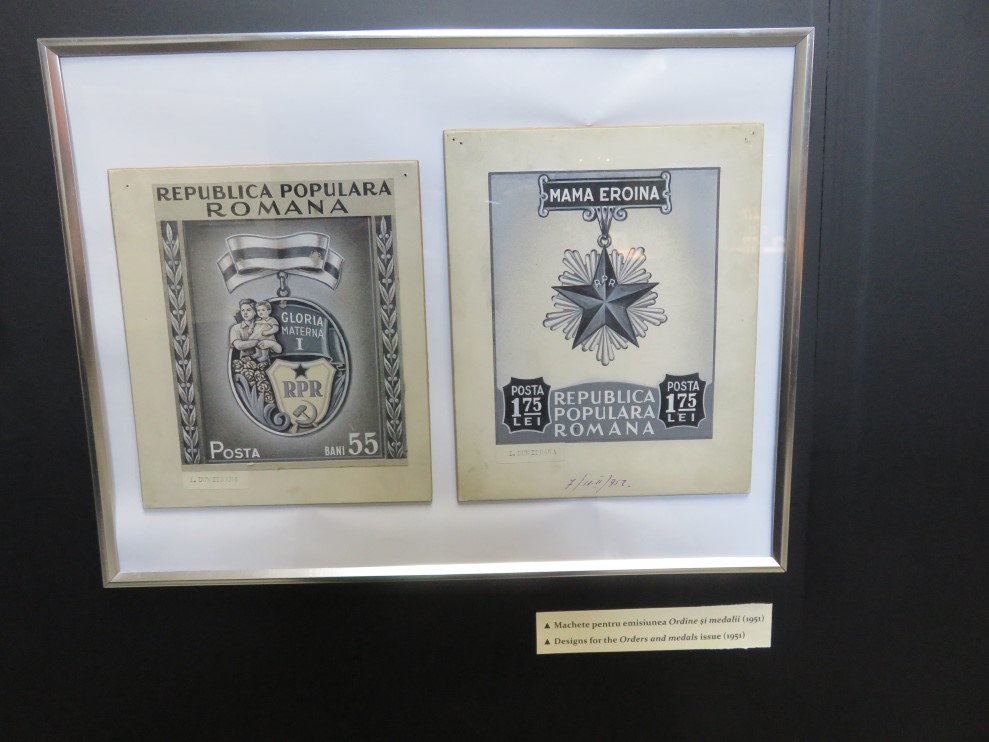 REPUBLICA POPULARA
ROMANA
GLORIA
MATERNA
I
RPR
POSTA
BANI 55
MAMA EROINA
RPR
POSTA
1 75
LEI
REPUBLICA
POPULARA
ROMANA
POSTA
1 75
LEI
▲ Machete pentru emisiunea Ordine și medalii (1951)
▲ Designs for the Orders and medals issue (1951)